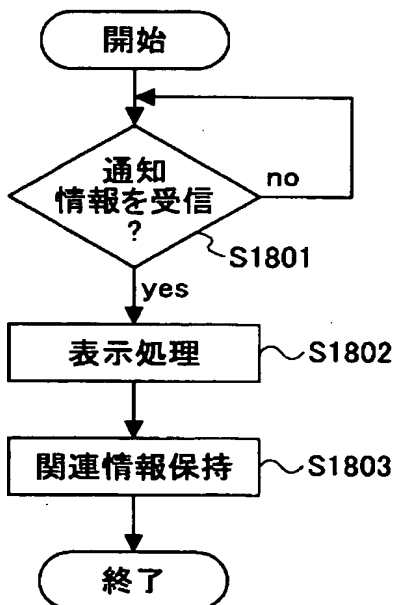 開始
通知
情報を受信
?
no
S1801
yes
表示処理
S1802
関連情報保持
S1803
終了